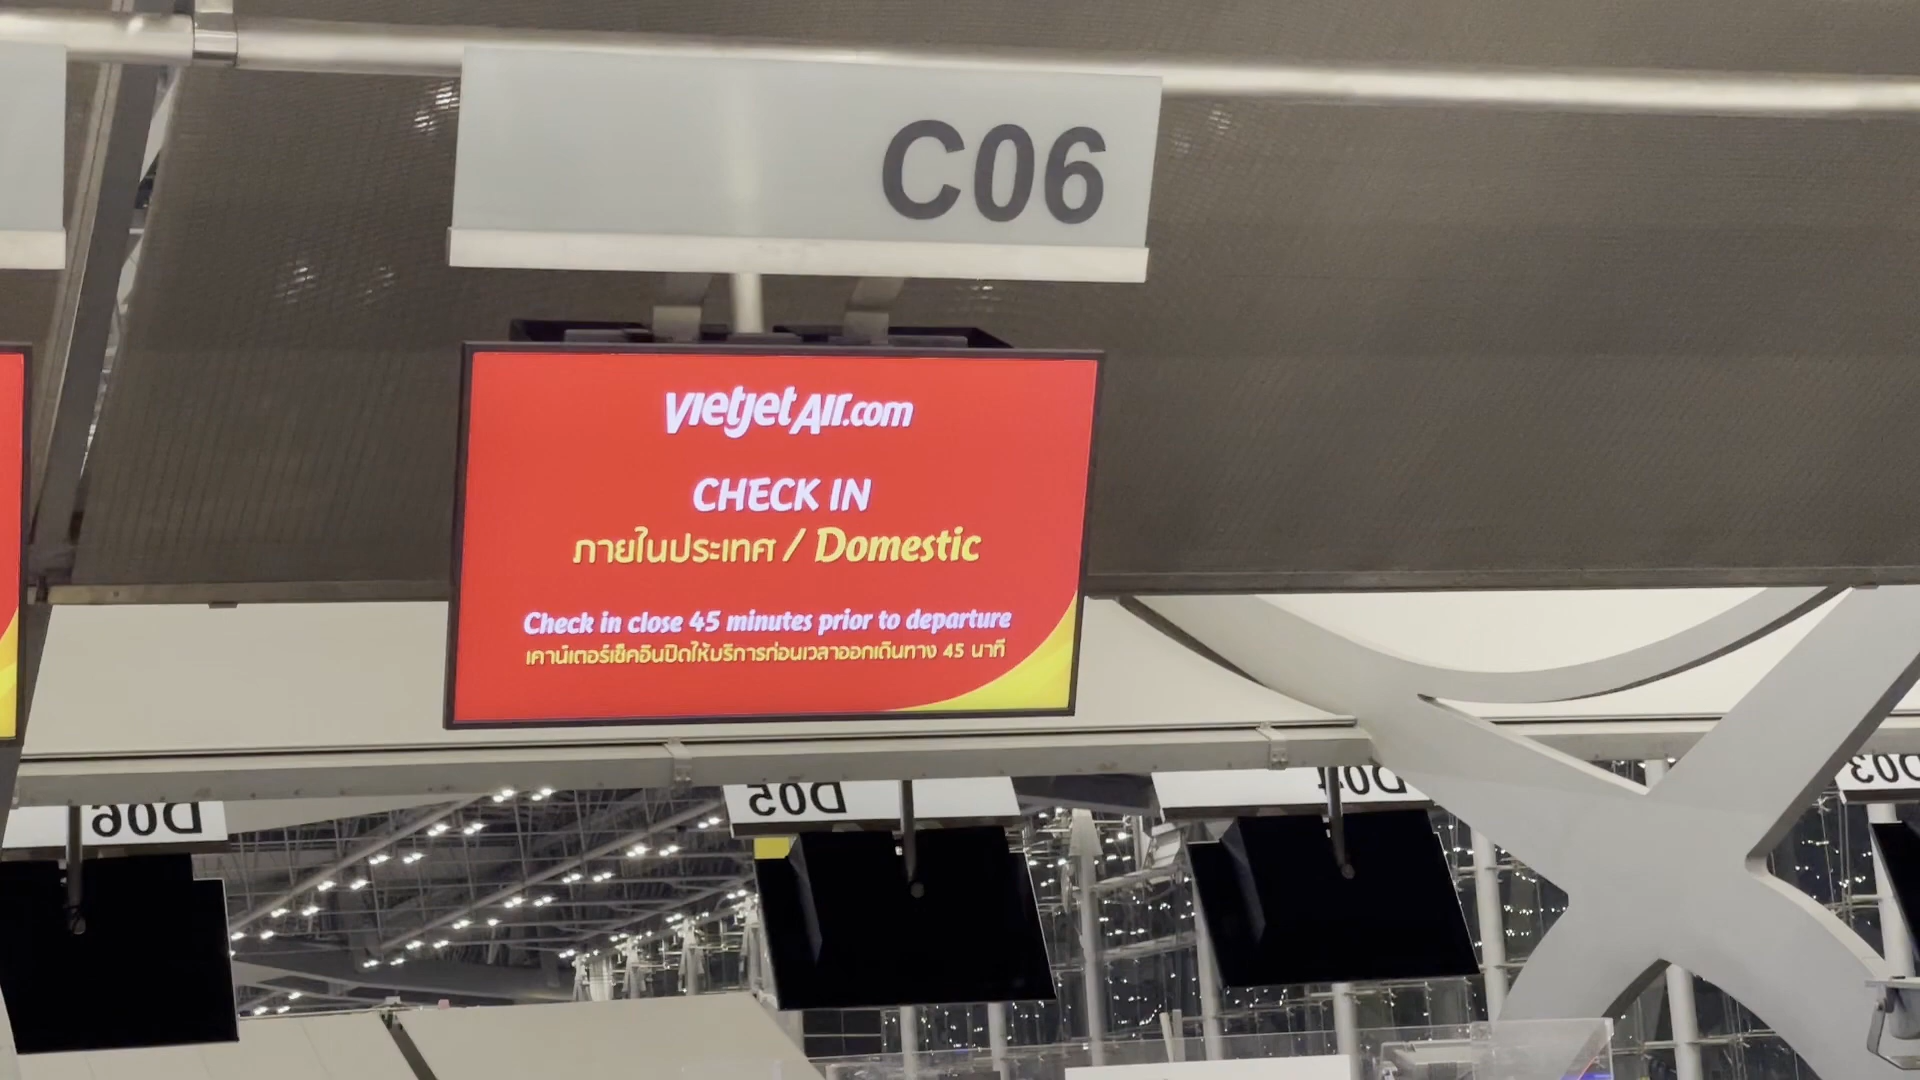 C06
vietjetAir.com
CHECK IN
ภายในประเทศ / Domestic
Check in close 45 minutes prior to departure
เคาน์เตอร์เช็คอินปิดให้บริการก่อนเวลาออกเดินทาง 45 นาที
D06
D05
D04
D03